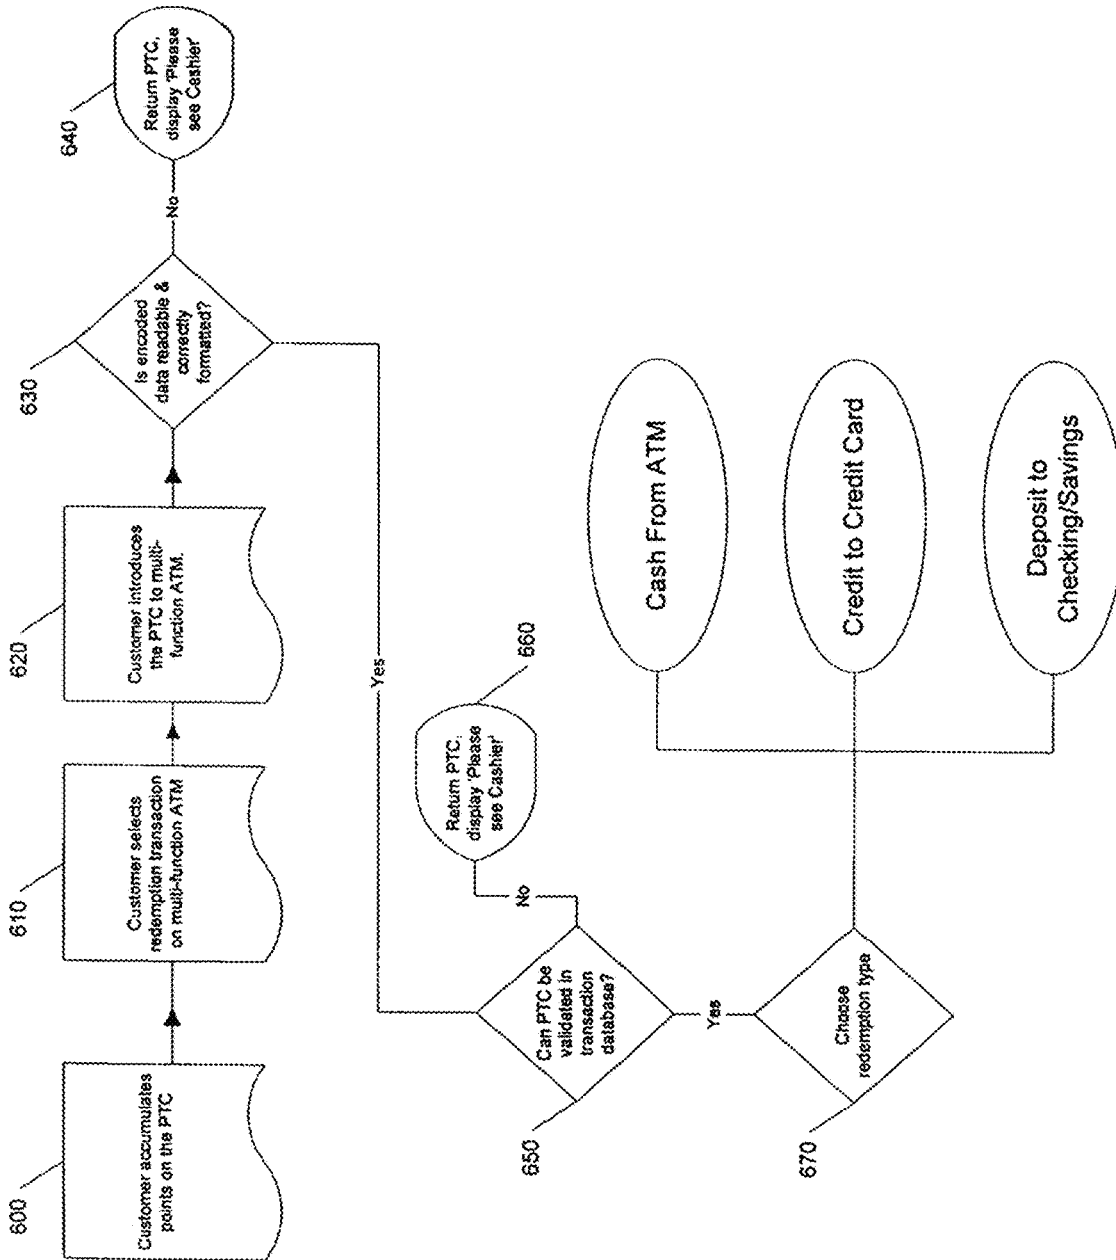 600
Customer accumulates
points on the PTC
610
Customer selects
redemption transaction
on multi-function ATM
620
Customer introduces
the PTC to multi-
function ATM.
630
Is encoded
data readable &
correctly
formatted?
No
640
Return PTC,
display 'Please
see Cashier'
Yes
650
Can PTC be
validated in
transaction
database?
No
660
Return PTC,
display 'Please
see Cashier'
Yes
670
Choose
redemption type
Cash From ATM
Credit to Credit Card
Deposit to
Checking/Savings